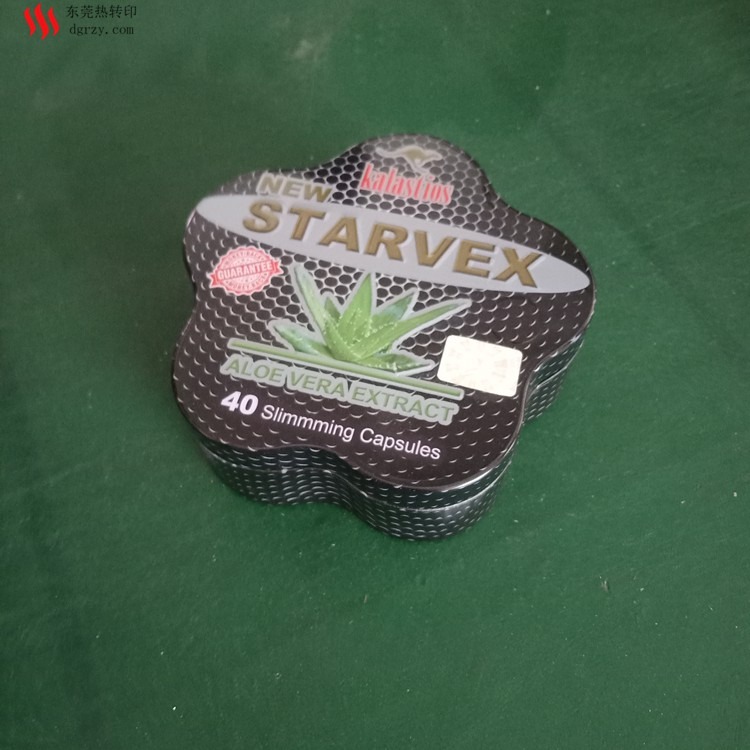 东莞热转印
dgrzy.com
kalastios
NEW
STARVEX
GUARANTEE
ALOE VERA EXTRACT
40 Slimmming Capsules